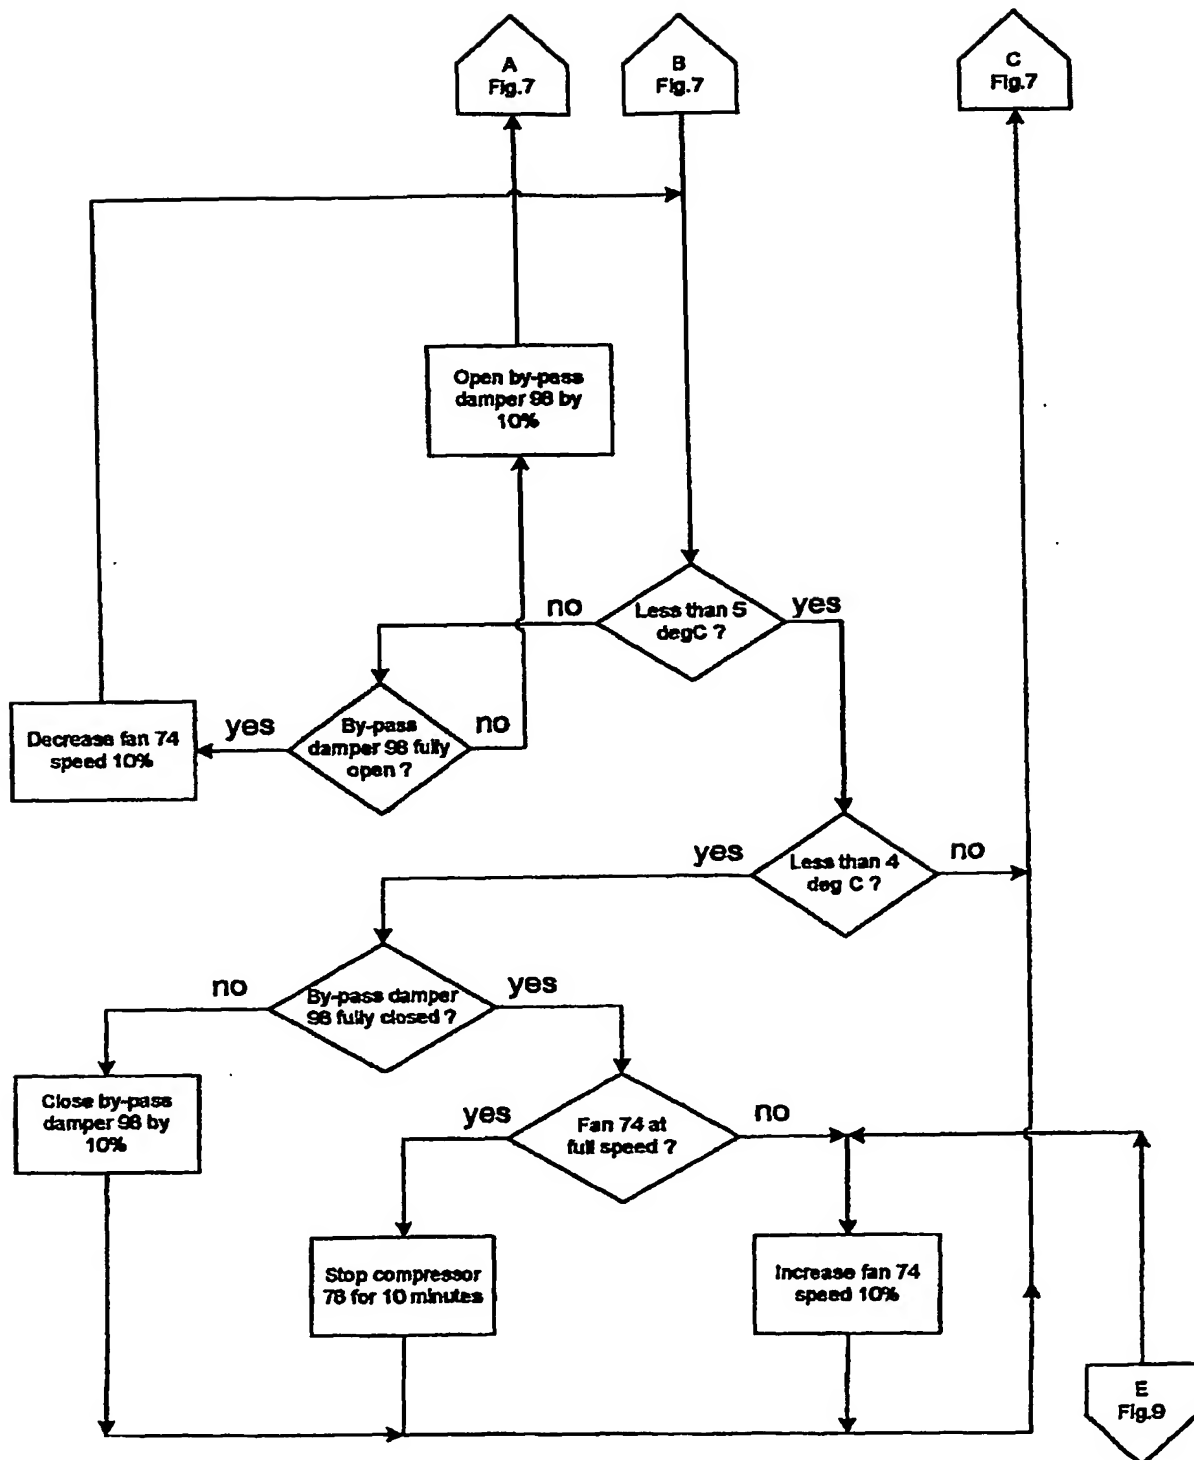 A
Fig.7
B
Fig.7
C
Fig.7
Open by-pass
damper 98 by
10%
no
Less than 5
degC ?
yes
Decrease fan 74
speed 10%
yes
By-pass
damper 98 fully
open ?
no
yes
Less than 4
deg C ?
no
no
By-pass damper
98 fully closed ?
yes
Close by-pass
damper 98 by
10%
yes
Fan 74 at
full speed ?
no
Stop compressor
78 for 10 minutes
Increase fan 74
speed 10%
E
Fig.9